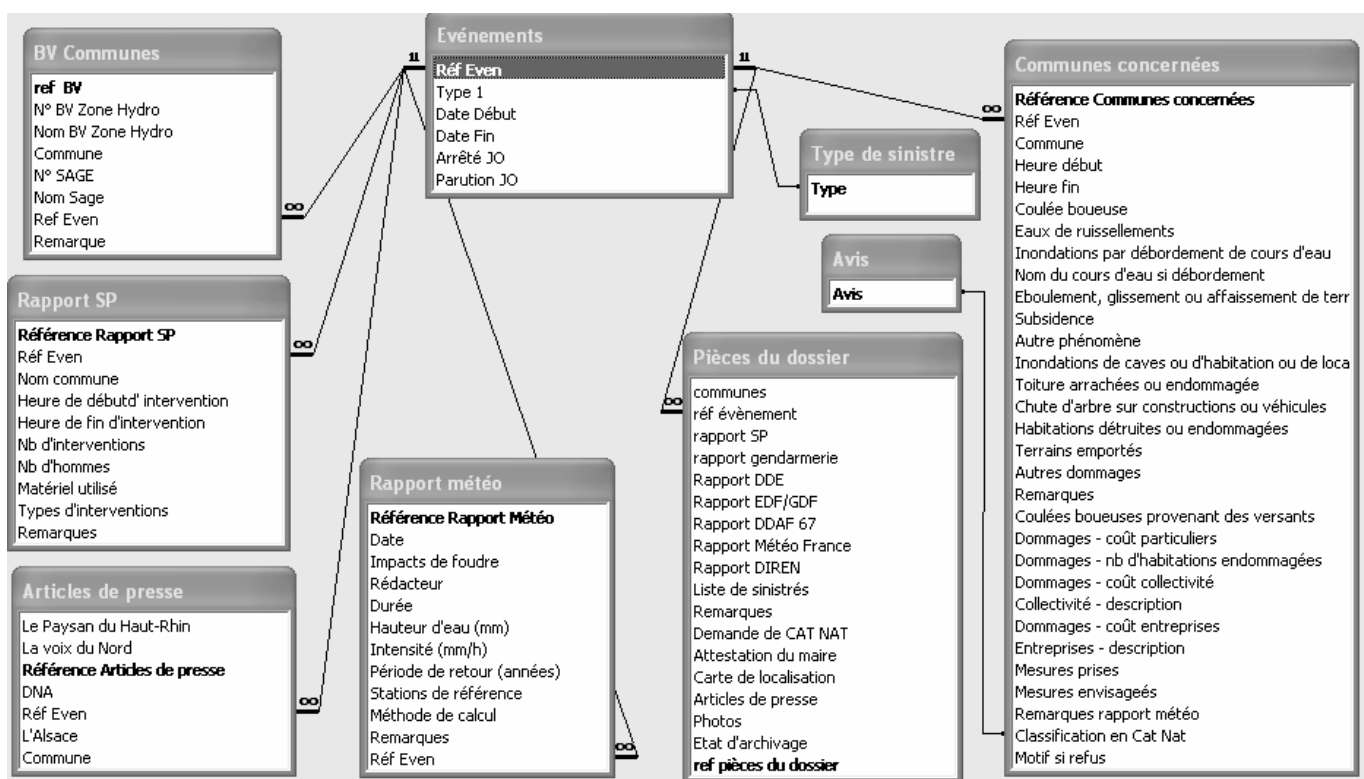 BV Communes
ref BV
N° BV Zone Hydro
Nom BV Zone Hydro
Commune
N° SAGE
Nom Sage
Ref Even
Remarque
Evénements
Réf Even
Type 1
Date Début
Date Fin
Arrêté JO
Parution JO
Communes concernées
Référence Communes concernées
Réf Even
Commune
Heure début
Heure fin
Coulée boueuse
Eaux de ruissellements
Inondations par débordement de cours d'eau
Nom du cours d'eau si débordement
Eboulement, glissement ou affaissement de terr
Subsidence
Autre phénomène
Inondations de caves ou d'habitation ou de loca
Toiture arrachées ou endommagée
Chute d'arbre sur constructions ou véhicules
Habitations détruites ou endommagées
Terrains emportés
Autres dommages
Remarques
Coulées boueuses provenant des versants
Dommages - coût particuliers
Dommages - nb d'habitations endommagées
Dommages - coût collectivité
Collectivité - description
Dommages - coût entreprises
Entreprises - description
Mesures prises
Mesures envisageés
Remarques rapport météo
Classification en Cat Nat
Motif si refus
Type de sinistre
Type
Avis
Avis
Rapport SP
Référence Rapport SP
Réf Even
Nom commune
Heure de débutd' intervention
Heure de fin d'intervention
Nb d'interventions
Nb d'hommes
Matériel utilisé
Types d'interventions
Remarques
Pièces du dossier
communes
réf évènement
rapport SP
rapport gendarmerie
Rapport DDE
Rapport EDF/GDF
Rapport DDAF 67
Rapport Météo France
Rapport DIREN
Liste de sinistrés
Remarques
Demande de CAT NAT
Attestation du maire
Carte de localisation
Articles de presse
Photos
Etat d'archivage
ref pièces du dossier
Rapport météo
Référence Rapport Météo
Date
Impacts de foudre
Rédacteur
Durée
Hauteur d'eau (mm)
Intensité (mm/h)
Période de retour (années)
Stations de référence
Méthode de calcul
Remarques
Réf Even
Articles de presse
Le Paysan du Haut-Rhin
La voix du Nord
Référence Articles de presse
DNA
Réf Even
L'Alsace
Commune
1
1
∞
∞
∞
∞
∞
∞